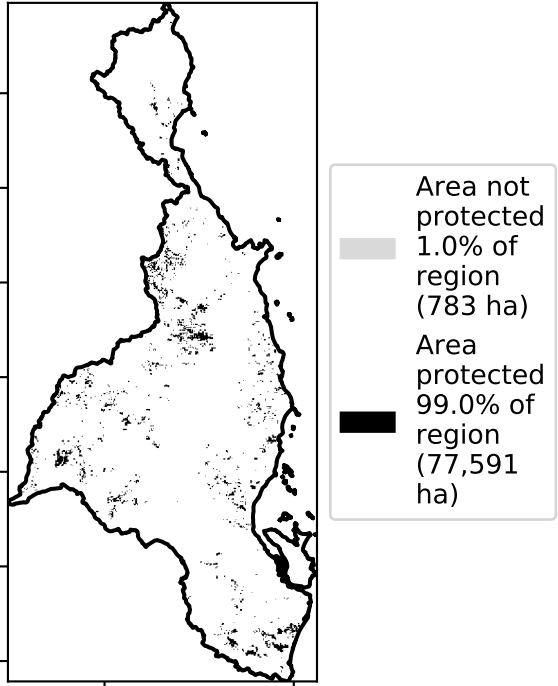 Area not
protected
1.0% of
region
(783 ha)
Area
protected
99.0% of
region
(77,591
ha)